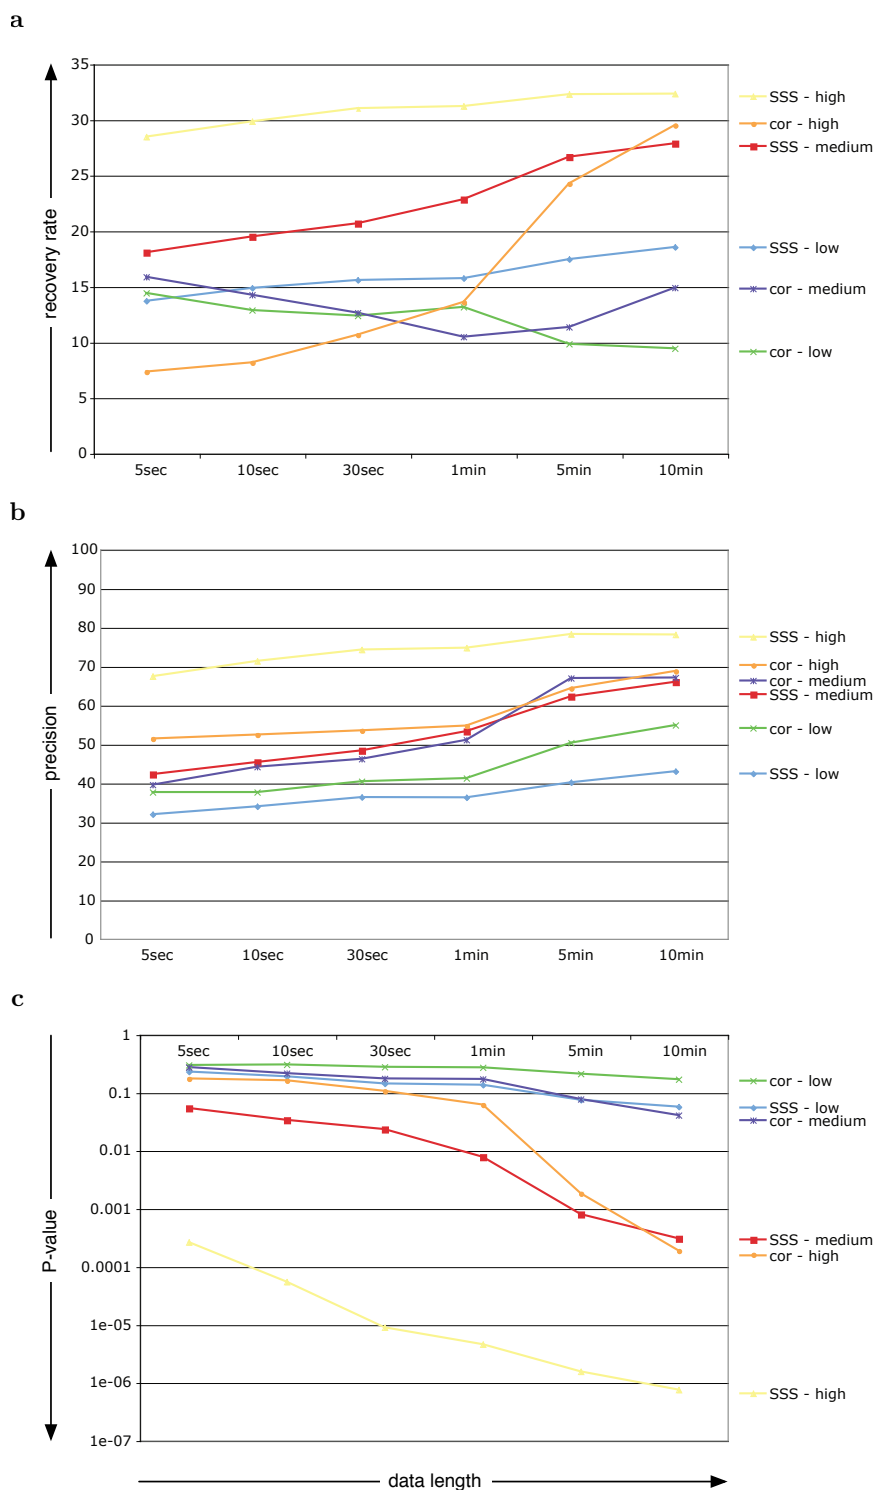 a
35
30
25
20
15
10
5
0
recovery rate
5sec 10sec 30sec 1min 5min 10min
SSS - high
cor - high
SSS - medium
SSS - low
cor - medium
cor - low
b
100
90
80
70
60
50
40
30
20
10
0
precision
5sec 10sec 30sec 1min 5min 10min
SSS - high
cor - high
cor - medium
SSS - medium
cor - low
SSS - low
c
1
0.1
0.01
0.001
0.0001
1e-05
1e-06
1e-07
P-value
5sec 10sec 30sec 1min 5min 10min
cor - low
SSS - low
cor - medium
SSS - medium
cor - high
SSS - high
data length